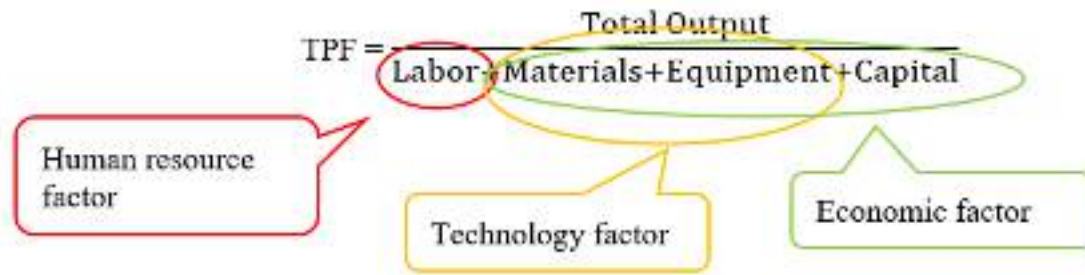 Total Output
TPF =
Labor+Materials+Equipment+Capital
Human resource
factor
Technology factor
Economic factor